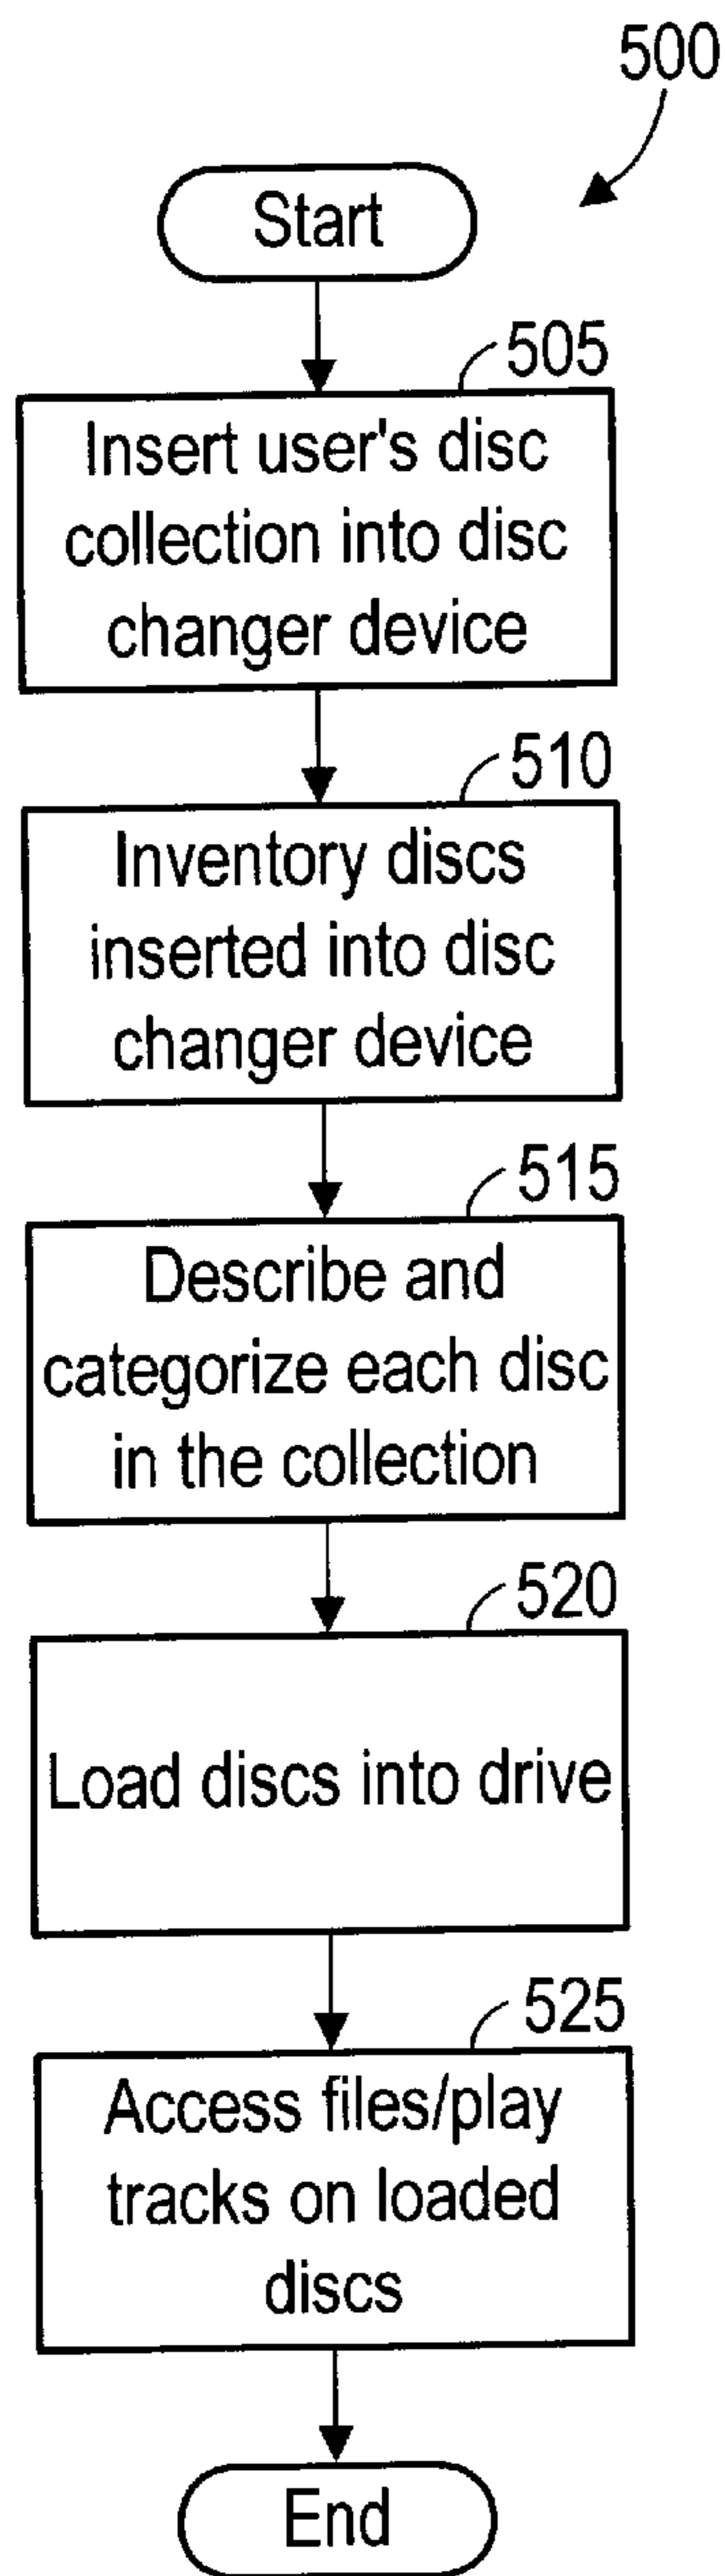 500
Start
505
Insert user's disc
collection into disc
changer device
510
Inventory discs
inserted into disc
changer device
515
Describe and
categorize each disc
in the collection
520
Load discs into drive
525
Access files/play
tracks on loaded
discs
End